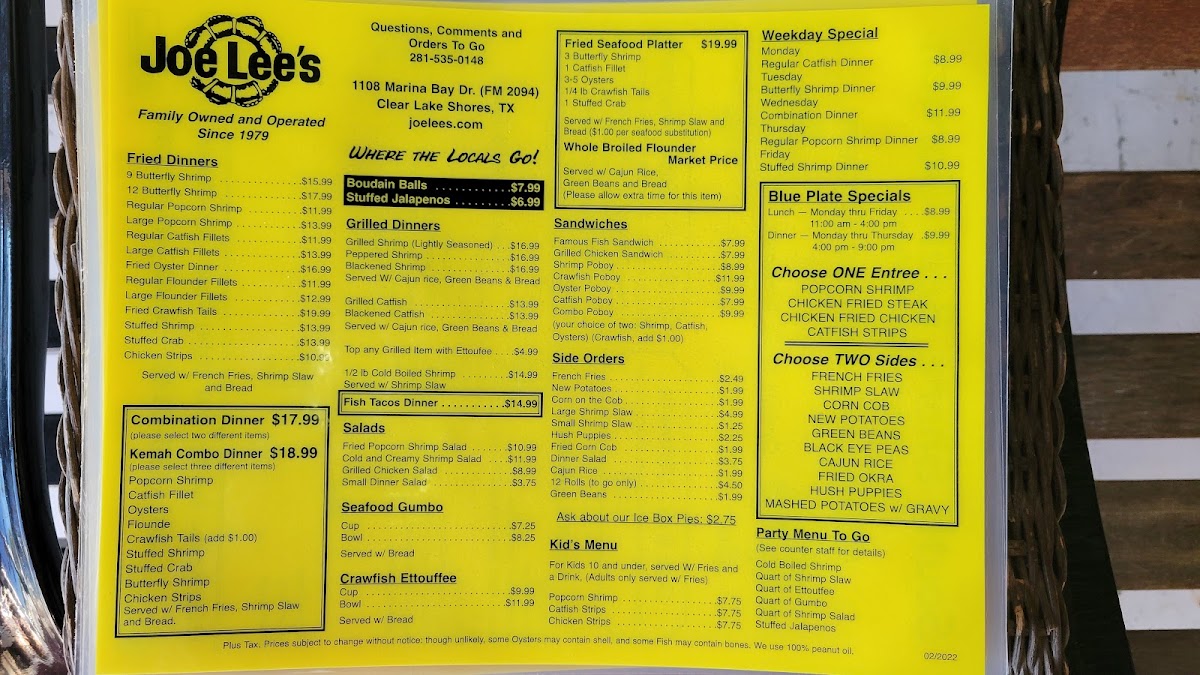 Joe Lee's
Family Owned and Operated
Since 1979
Fried Dinners
9 Butterfly Shrimp ........ $15.99
12 Butterfly Shrimp ........ $17.99
Regular Popcorn Shrimp ........ $11.99
Large Popcorn Shrimp ........ $13.99
Regular Catfish Fillets ........ $11.99
Large Catfish Fillets ........ $13.99
Fried Oyster Dinner ........ $16.99
Regular Flounder Fillets ........ $11.99
Large Flounder Fillets ........ $12.99
Fried Crawfish Tails ........ $19.99
Stuffed Shrimp ........ $13.99
Stuffed Crab ........ $13.99
Chicken Strips ........ $10.99
Served w/ French Fries, Shrimp Slaw
and Bread
Combination Dinner $17.99
(please select two different items)
Kemah Combo Dinner $18.99
(please select three different items)
Popcorn Shrimp
Catfish Fillet
Oysters
Flounde
Crawfish Tails (add $1.00)
Stuffed Shrimp
Stuffed Crab
Butterfly Shrimp
Chicken Strips
Served w/ French Fries, Shrimp Slaw
and Bread.
Questions, Comments and
Orders To Go
281-535-0148
1108 Marina Bay Dr. (FM 2094)
Clear Lake Shores, TX
joelees.com
Where the Locals Go!
Boudain Balls ........ $7.99
Stuffed Jalapenos ........ $6.99
Grilled Dinners
Grilled Shrimp (Lightly Seasoned) ... $16.99
Peppered Shrimp ........ $16.99
Blackened Shrimp ........ $16.99
Served W/ Cajun rice, Green Beans & Bread
Grilled Catfish ........ $13.99
Blackened Catfish ........ $13.99
Served w/ Cajun rice, Green Beans & Bread
Top any Grilled Item with Ettoufee .... $4.99
1/2 lb Cold Boiled Shrimp ........ $14.99
Served w/ Shrimp Slaw
Fish Tacos Dinner ........ $14.99
Salads
Fried Popcorn Shrimp Salad ........ $10.99
Cold and Creamy Shrimp Salad .... $11.99
Grilled Chicken Salad ........ $8.99
Small Dinner Salad ........ $3.75
Seafood Gumbo
Cup ........ $7.25
Bowl ........ $8.25
Served w/ Bread
Crawfish Ettouffee
Cup ........ $9.99
Bowl ........ $11.99
Served w/ Bread
Fried Seafood Platter $19.99
3 Butterfly Shrimp
1 Catfish Fillet
3-5 Oysters
1/4 lb Crawfish Tails
1 Stuffed Crab
Served w/ French Fries, Shrimp Slaw and
Bread ($1.00 per seafood substitution)
Whole Broiled Flounder
Market Price
Served w/ Cajun Rice,
Green Beans and Bread
(Please allow extra time for this item)
Sandwiches
Famous Fish Sandwich ........ $7.99
Grilled Chicken Sandwich ........ $7.99
Shrimp Poboy ........ $8.99
Crawfish Poboy ........ $11.99
Oyster Poboy ........ $9.99
Catfish Poboy ........ $7.99
Combo Poboy ........ $9.99
(your choice of two: Shrimp, Catfish,
Oysters) (Crawfish, add $1.00)
Side Orders
French Fries ........ $2.49
New Potatoes ........ $1.99
Corn on the Cob ........ $1.99
Large Shrimp Slaw ........ $4.99
Small Shrimp Slaw ........ $1.25
Hush Puppies ........ $2.25
Fried Corn Cob ........ $1.99
Dinner Salad ........ $3.75
Cajun Rice ........ $1.99
12 Rolls (to go only) ........ $4.50
Green Beans ........ $1.99
Ask about our Ice Box Pies: $2.75
Kid's Menu
For Kids 10 and under, served W/ Fries and
a Drink, (Adults only served w/ Fries)
Popcorn Shrimp ........ $7.75
Catfish Strips ........ $7.75
Chicken Strips ........ $7.75
Weekday Special
Monday
Regular Catfish Dinner $8.99
Tuesday
Butterfly Shrimp Dinner $9.99
Wednesday
Combination Dinner $11.99
Thursday
Regular Popcorn Shrimp Dinner $8.99
Friday
Stuffed Shrimp Dinner $10.99
Blue Plate Specials
Lunch — Monday thru Friday .... $8.99
11:00 am - 4:00 pm
Dinner — Monday thru Thursday . $9.99
4:00 pm - 9:00 pm
Choose ONE Entree . . .
POPCORN SHRIMP
CHICKEN FRIED STEAK
CHICKEN FRIED CHICKEN
CATFISH STRIPS
Choose TWO Sides . . .
FRENCH FRIES
SHRIMP SLAW
CORN COB
NEW POTATOES
GREEN BEANS
BLACK EYE PEAS
CAJUN RICE
FRIED OKRA
HUSH PUPPIES
MASHED POTATOES w/ GRAVY
Party Menu To Go
(See counter staff for details)
Cold Boiled Shrimp
Quart of Shrimp Slaw
Quart of Ettoutfee
Quart of Gumbo
Quart of Shrimp Salad
Stuffed Jalapenos
Plus Tax. Prices subject to change without notice: though unlikely, some Oysters may contain shell, and some Fish may contain bones. We use 100% peanut oil.
02/2022